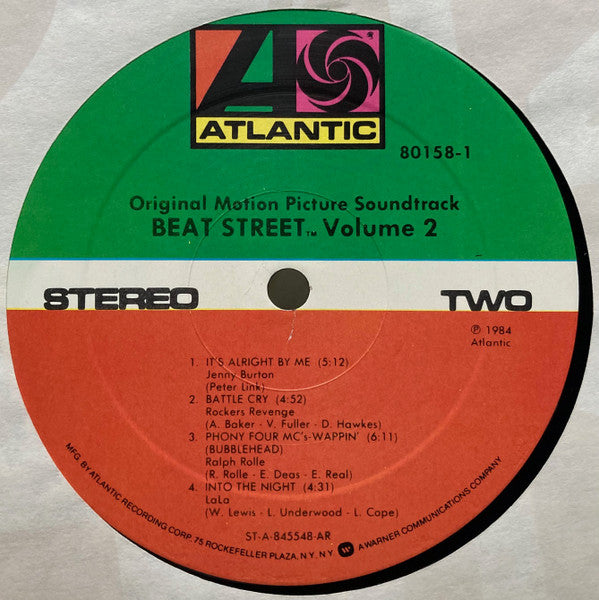 ATLANTIC
80158-1
Original Motion Picture Soundtrack
BEAT STREET™ Volume 2
STEREO TWO
℗ 1984
Atlantic
1. IT'S ALRIGHT BY ME (5:12)
Jenny Burton
(Peter Link)
2. BATTLE CRY (4:52)
Rockers Revenge
(A. Baker - V. Fuller - D. Hawkes)
3. PHONY FOUR MC's-WAPPIN' (6:11)
(BUBBLEHEAD)
Ralph Rolle
(R. Rolle - E. Deas - E. Real)
4. INTO THE NIGHT (4:31)
LaLa
(W. Lewis - L. Underwood - L. Cope)
ST-A-845548-AR
MFG. BY ATLANTIC RECORDING CORP. 75 ROCKEFELLER PLAZA, N.Y., N.Y. W A WARNER COMMUNICATIONS COMPANY